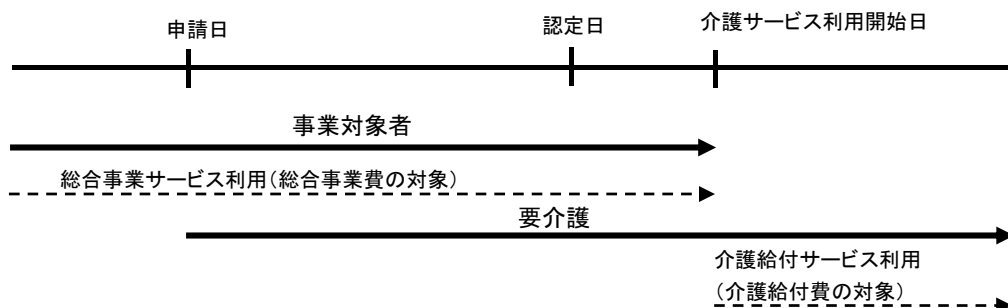 申請日
認定日
介護サービス利用開始日
事業対象者
総合事業サービス利用(総合事業費の対象)
要介護
介護給付サービス利用
(介護給付費の対象)